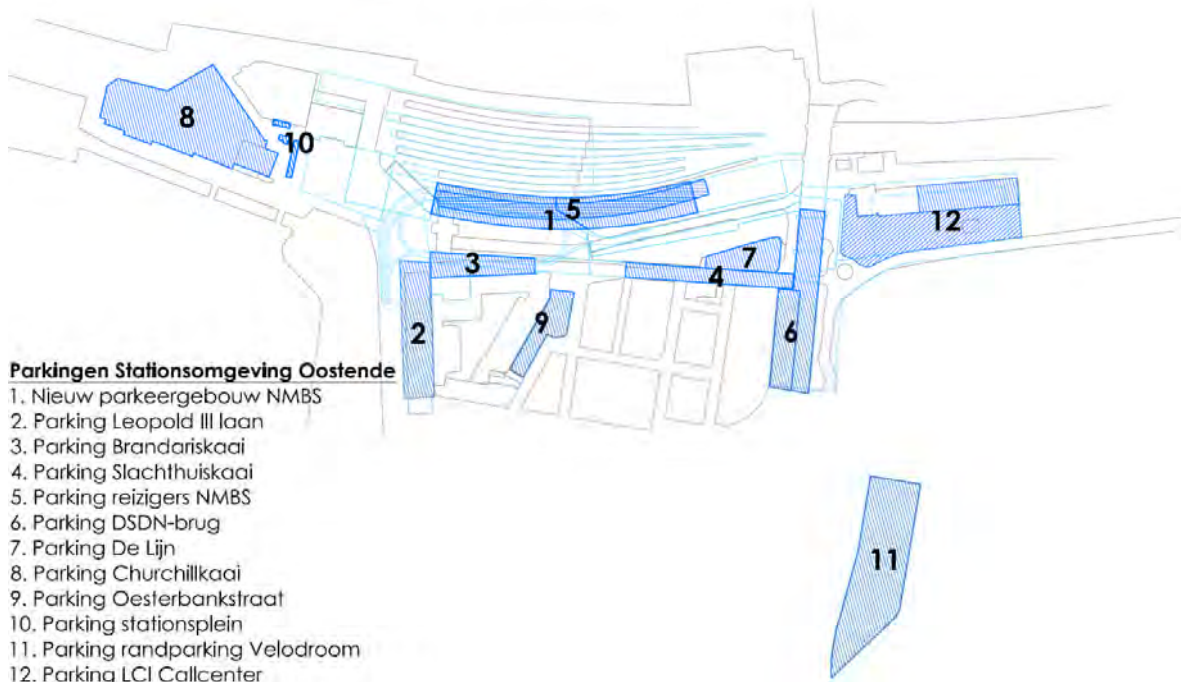 8
10
5
1
12
7
3
4
2
9
6
Parkingen Stationsomgeving Oostende
1. Nieuw parkeergebouw NMBS
2. Parking Leopold III laan
3. Parking Brandariskaai
4. Parking Slachthuiskaai
5. Parking reizigers NMBS
6. Parking DSDN-brug
7. Parking De Lijn
8. Parking Churchillkaai
9. Parking Oesterbankstraat
10. Parking stationsplein
11. Parking randparking Velodroom
12. Parking LCI Callcenter
11